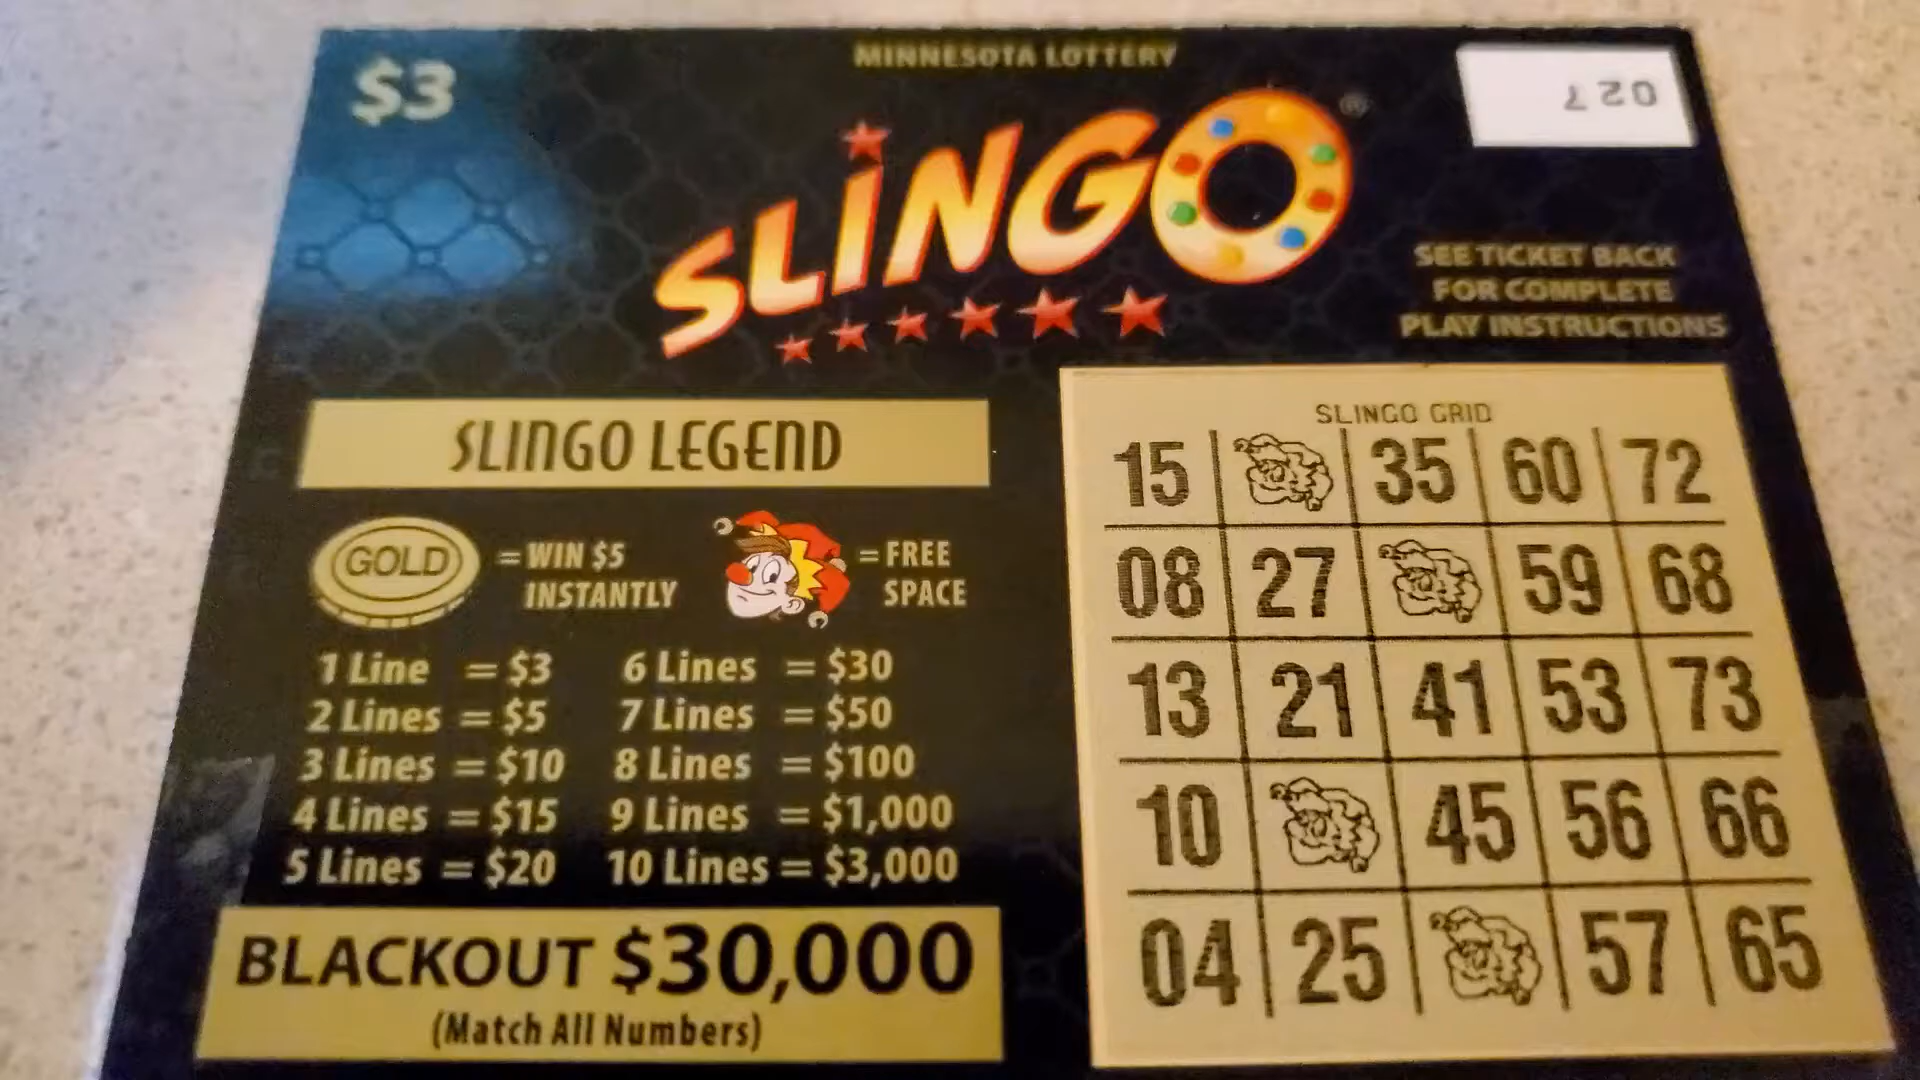 $3
MINNESOTA LOTTERY
027
SLINGO®
SEE TICKET BACK
FOR COMPLETE
PLAY INSTRUCTIONS
SLINGO LEGEND
GOLD = WIN $5
INSTANTLY
= FREE
SPACE
1 Line = $3 6 Lines = $30
2 Lines = $5 7 Lines = $50
3 Lines = $10 8 Lines = $100
4 Lines = $15 9 Lines = $1,000
5 Lines = $20 10 Lines = $3,000
BLACKOUT $30,000
(Match All Numbers)
SLINGO GRID
15 35 60 72
08 27 59 68
13 21 41 53 73
10 45 56 66
04 25 57 65